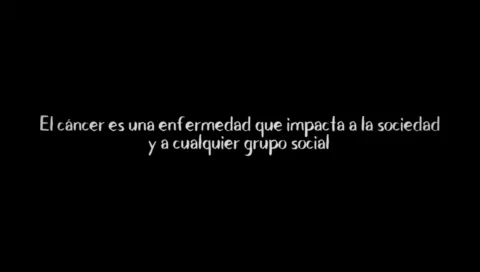 El cáncer es una enfermedad que impacta a la sociedad
y a cualquier grupo social